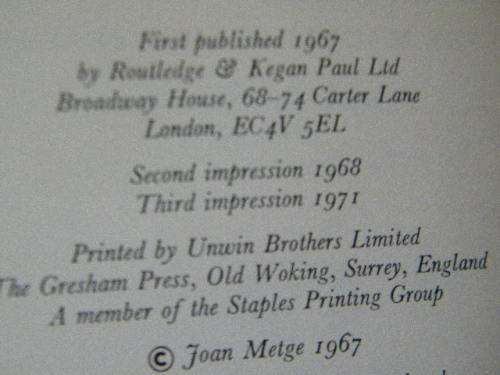 First published 1967
by Routledge & Kegan Paul Ltd
Broadway House, 68–74 Carter Lane
London, EC4V 5EL
Second impression 1968
Third impression 1971
Printed by Unwin Brothers Limited
The Gresham Press, Old Woking, Surrey, England
A member of the Staples Printing Group
© Joan Metge 1967